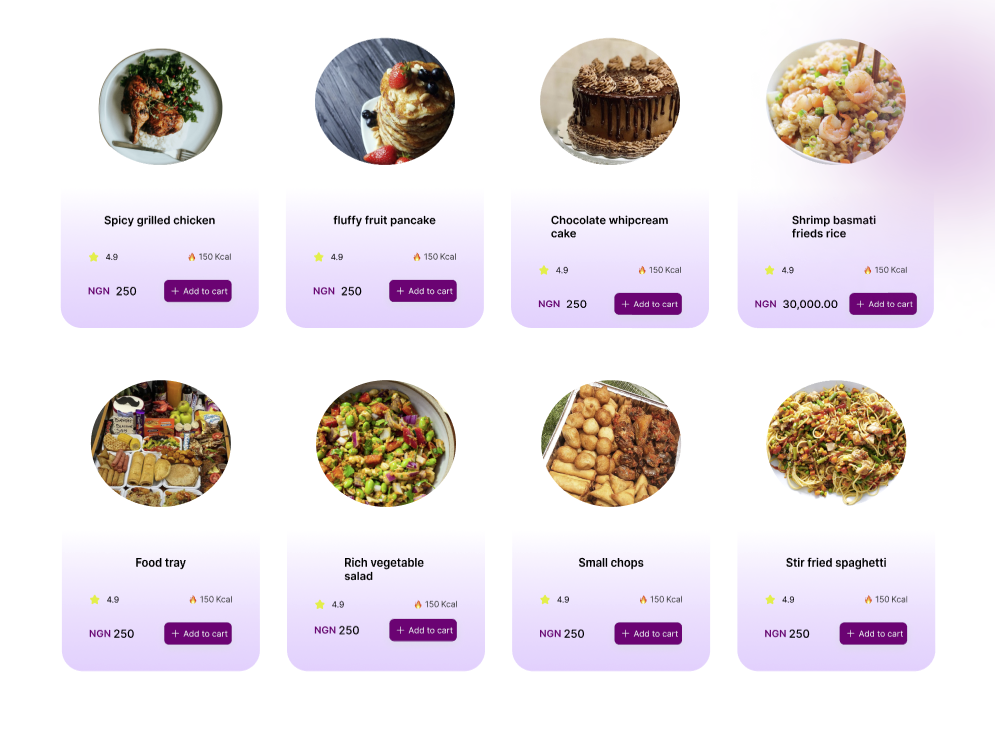 Spicy grilled chicken
4.9
150 Kcal
NGN 250
+ Add to cart
fluffy fruit pancake
4.9
150 Kcal
NGN 250
+ Add to cart
Chocolate whipcream
cake
4.9
150 Kcal
NGN 250
+ Add to cart
Shrimp basmati
frieds rice
4.9
150 Kcal
NGN 30,000.00
+ Add to cart
Food tray
4.9
150 Kcal
NGN 250
+ Add to cart
Rich vegetable
salad
4.9
150 Kcal
NGN 250
+ Add to cart
Small chops
4.9
150 Kcal
NGN 250
+ Add to cart
Stir fried spaghetti
4.9
150 Kcal
NGN 250
+ Add to cart